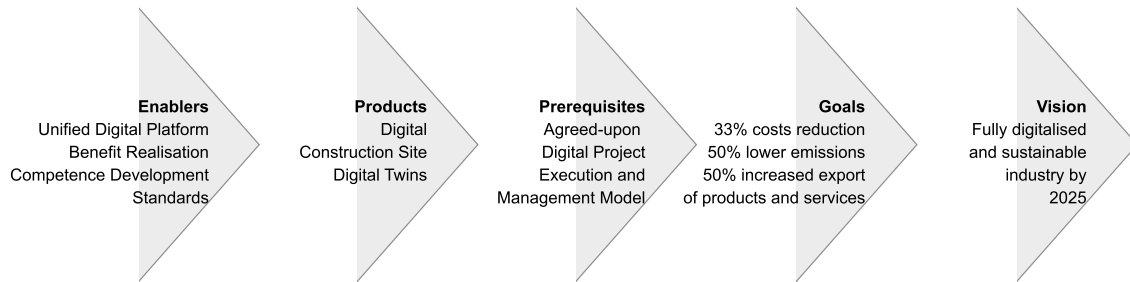 Enablers
Unified Digital Platform
Benefit Realisation
Competence Development
Standards
Products
Digital
Construction Site
Digital Twins
Prerequisites
Agreed-upon
Digital Project
Execution and
Management Model
Goals
33% costs reduction
50% lower emissions
50% increased export
of products and services
Vision
Fully digitalised
and sustainable
industry by
2025